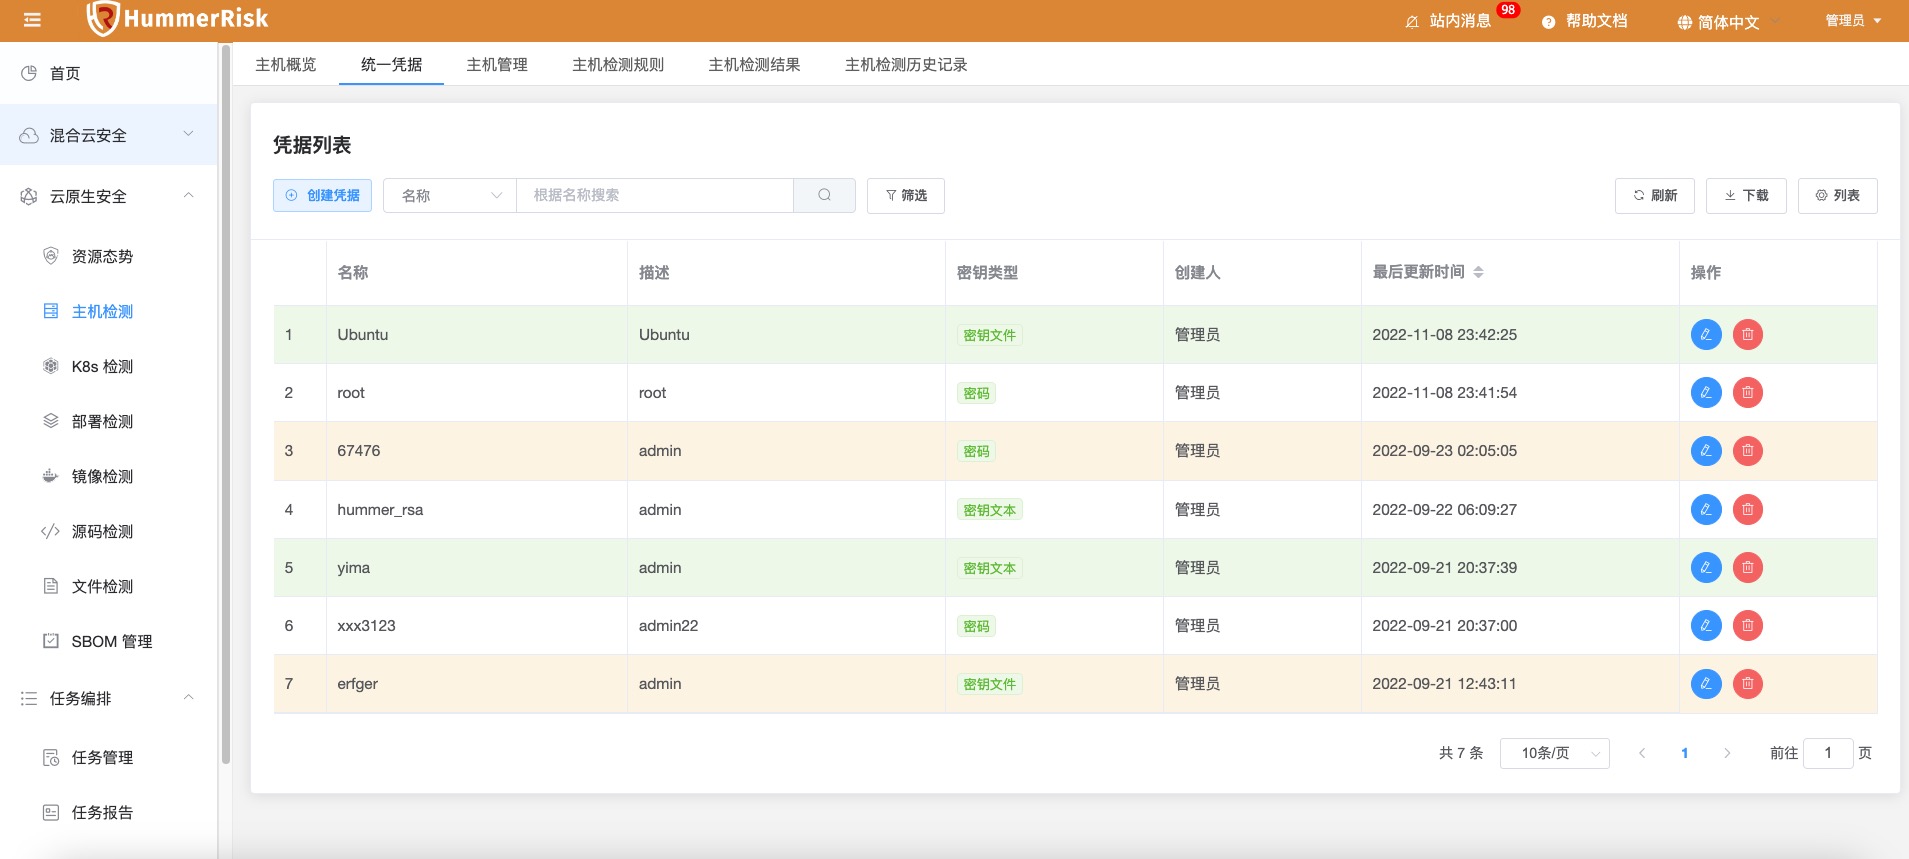 HummerRisk
站内消息 98 帮助文档 简体中文 管理员
首页
混合云安全
云原生安全
资源态势
主机检测
K8s 检测
部署检测
镜像检测
源码检测
文件检测
SBOM 管理
任务编排
任务管理
任务报告
主机概览 统一凭据 主机管理 主机检测规则 主机检测结果 主机检测历史记录
凭据列表
创建凭据 名称 根据名称搜索 筛选 刷新 下载 列表
名称 描述 密钥类型 创建人 最后更新时间 操作
1 Ubuntu Ubuntu 密钥文件 管理员 2022-11-08 23:42:25
2 root root 密码 管理员 2022-11-08 23:41:54
3 67476 admin 密码 管理员 2022-09-23 02:05:05
4 hummer_rsa admin 密钥文本 管理员 2022-09-22 06:09:27
5 yima admin 密钥文本 管理员 2022-09-21 20:37:39
6 xxx3123 admin22 密码 管理员 2022-09-21 20:37:00
7 erfger admin 密钥文件 管理员 2022-09-21 12:43:11
共 7 条 10条/页 1 前往 1 页